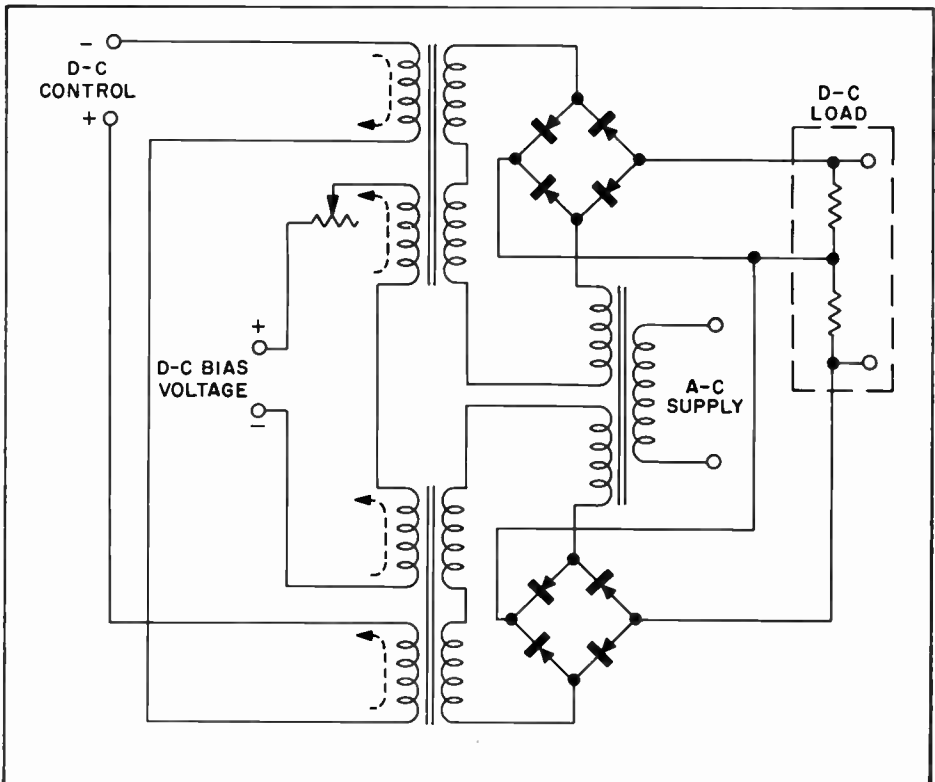 −
D-C
CONTROL
+
+
D-C BIAS
VOLTAGE
−
D-C
LOAD
A-C
SUPPLY